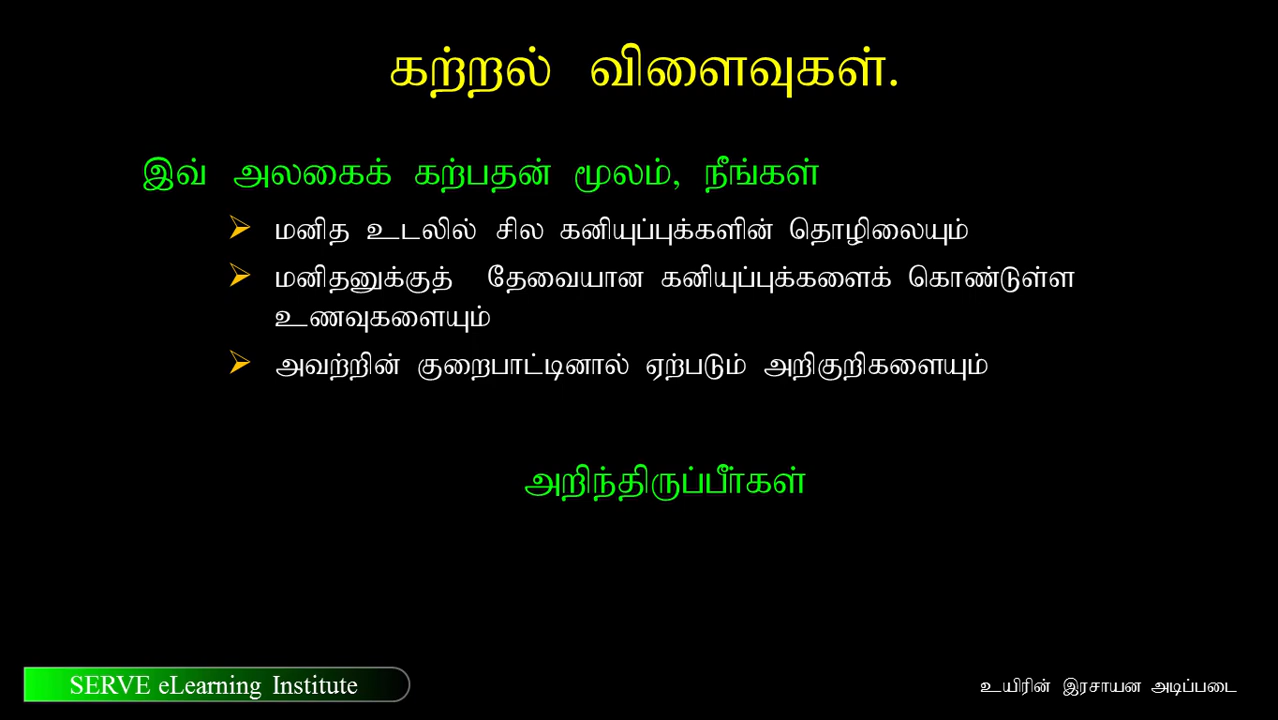 கற்றல் விளைவுகள்.
இவ் அலகைக் கற்பதன் மூலம், நீங்கள்
மனித உடலில் சில கனியுப்புக்களின் தொழிலையும்
மனிதனுக்குத் தேவையான கனியுப்புக்களைக் கொண்டுள்ள
உணவுகளையும்
அவற்றின் குறைபாட்டினால் ஏற்படும் அறிகுறிகளையும்
அறிந்திருப்பீர்கள்
SERVE eLearning Institute
உயிரின் இரசாயன அடிப்படை